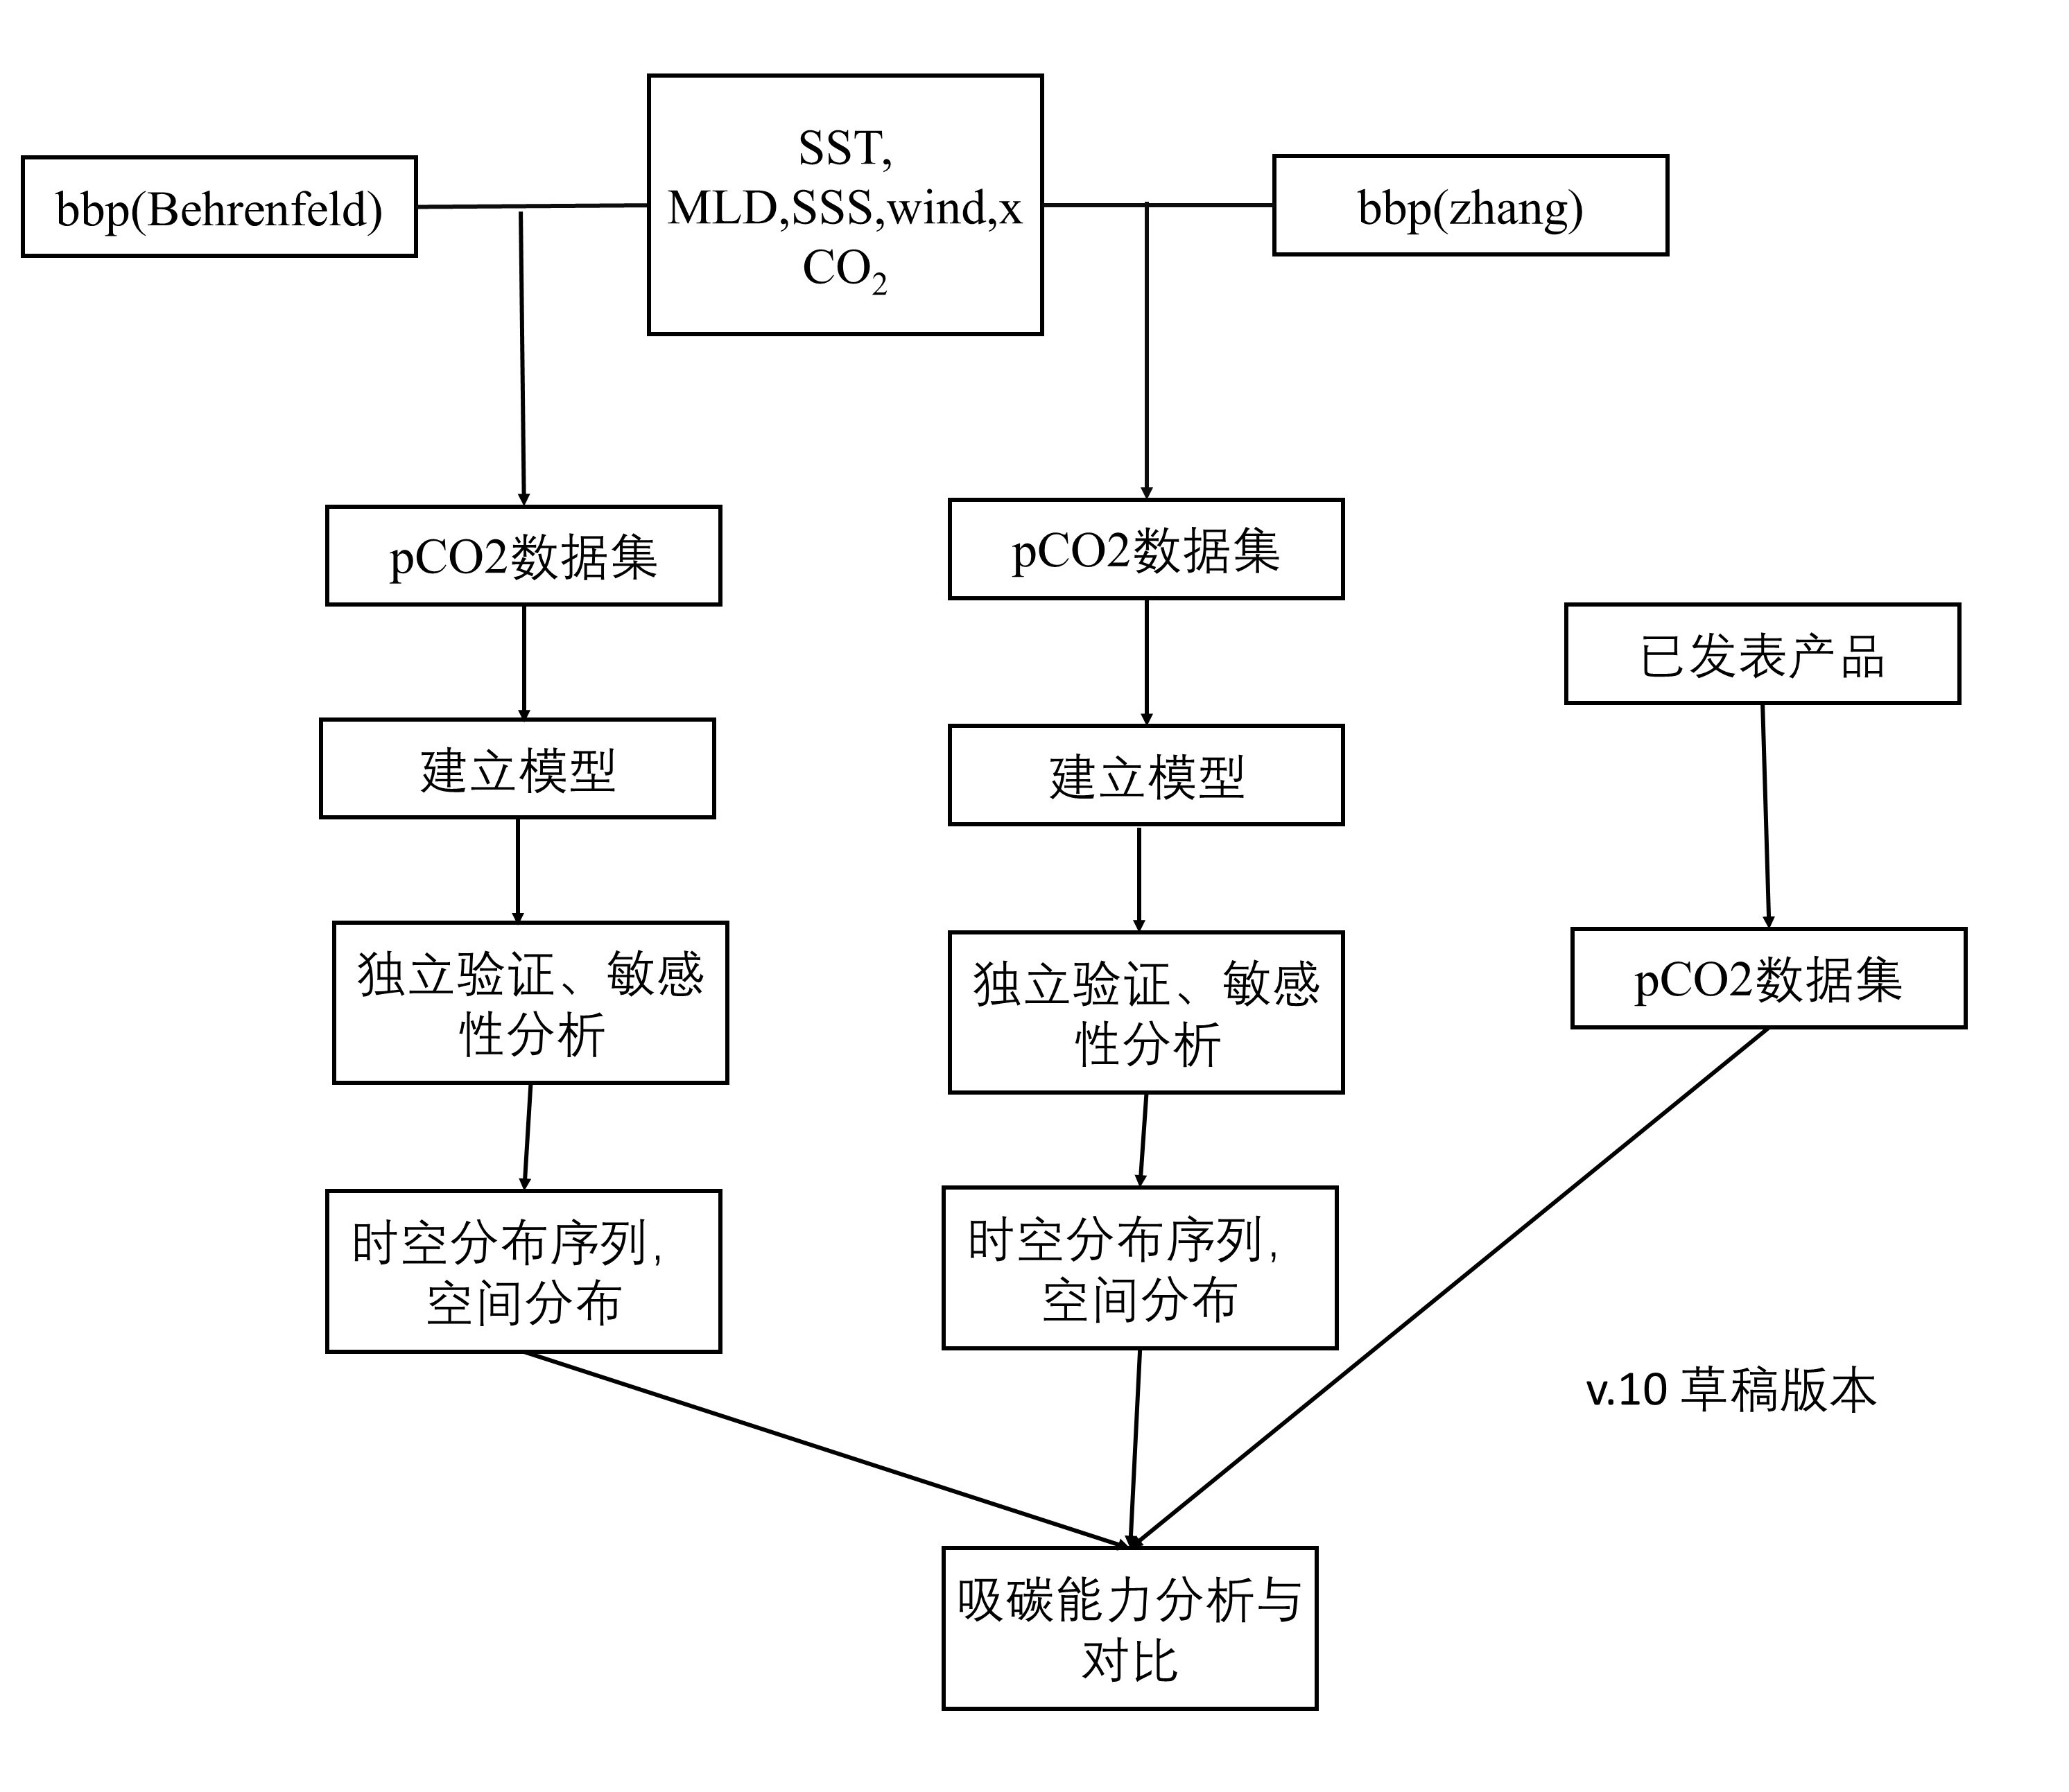 SST,
MLD,SSS,wind,x
CO₂
bbp(Behrenfeld)
bbp(zhang)
pCO2数据集
pCO2数据集
已发表产品
建立模型
建立模型
独立验证、敏感
性分析
独立验证、敏感
性分析
pCO2数据集
时空分布序列,
空间分布
时空分布序列,
空间分布
v.10 草稿版本
吸碳能力分析与
对比